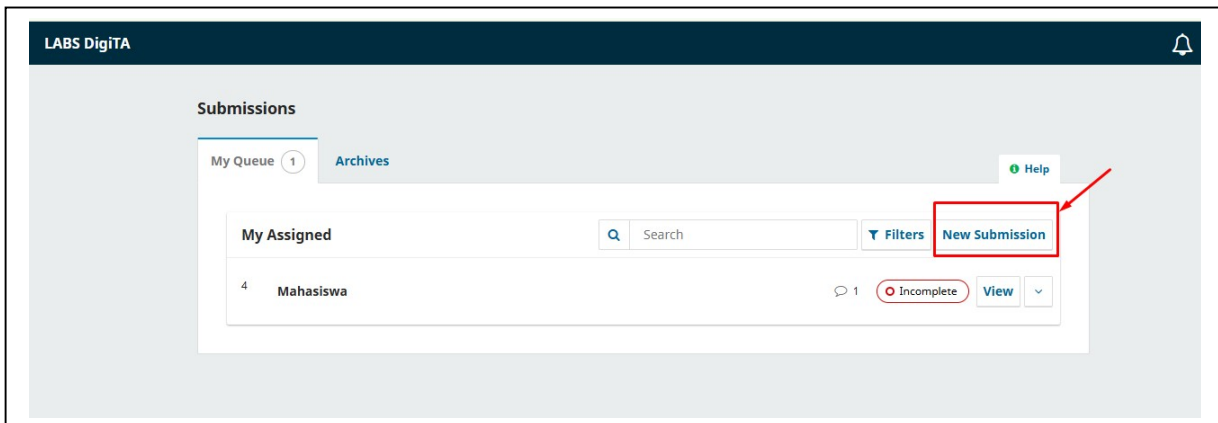 LABS DigiTA
Submissions
My Queue 1 Archives
Help
My Assigned Search Filters New Submission
4 Mahasiswa 1 Incomplete View